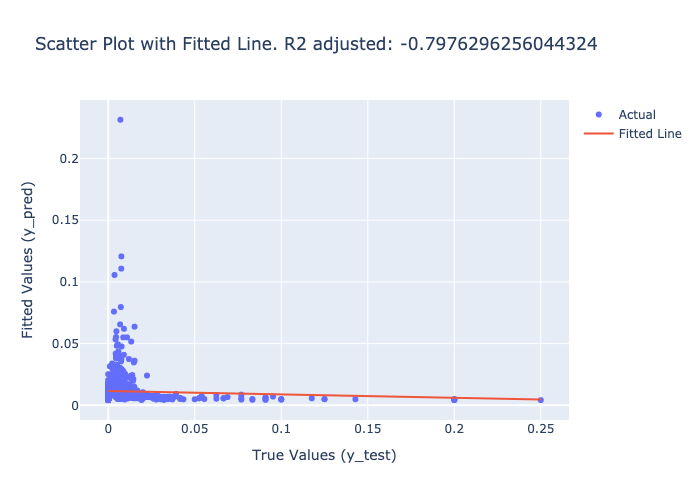 Scatter Plot with Fitted Line. R2 adjusted: -0.7976296256044324
Actual
Fitted Line
0.2
0.15
0.1
0.05
0
Fitted Values (y_pred)
0
0.05
0.1
0.15
0.2
0.25
True Values (y_test)